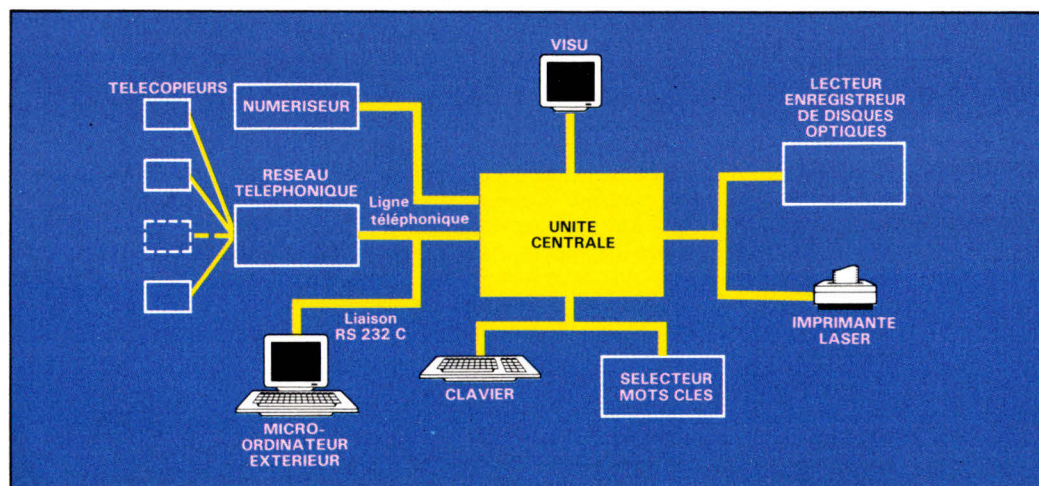 VISU
TELECOPIEURS
NUMERISEUR
LECTEUR
ENREGISTREUR
DE DISQUES
OPTIQUES
RESEAU
TELEPHONIQUE
Ligne
téléphonique
UNITE
CENTRALE
Liaison
RS 232 C
IMPRIMANTE
LASER
CLAVIER
SELECTEUR
MOTS CLES
MICRO-
ORDINATEUR
EXTERIEUR